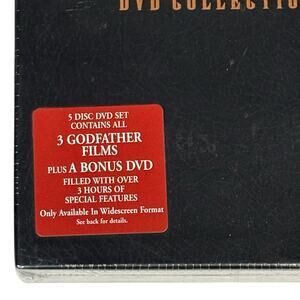 DVD COLLECTIO
5 DISC DVD SET
CONTAINS ALL
3 GODFATHER
FILMS
PLUS A BONUS DVD
FILLED WITH OVER
3 HOURS OF
SPECIAL FEATURES
Only Available In Widescreen Format
See back for details.